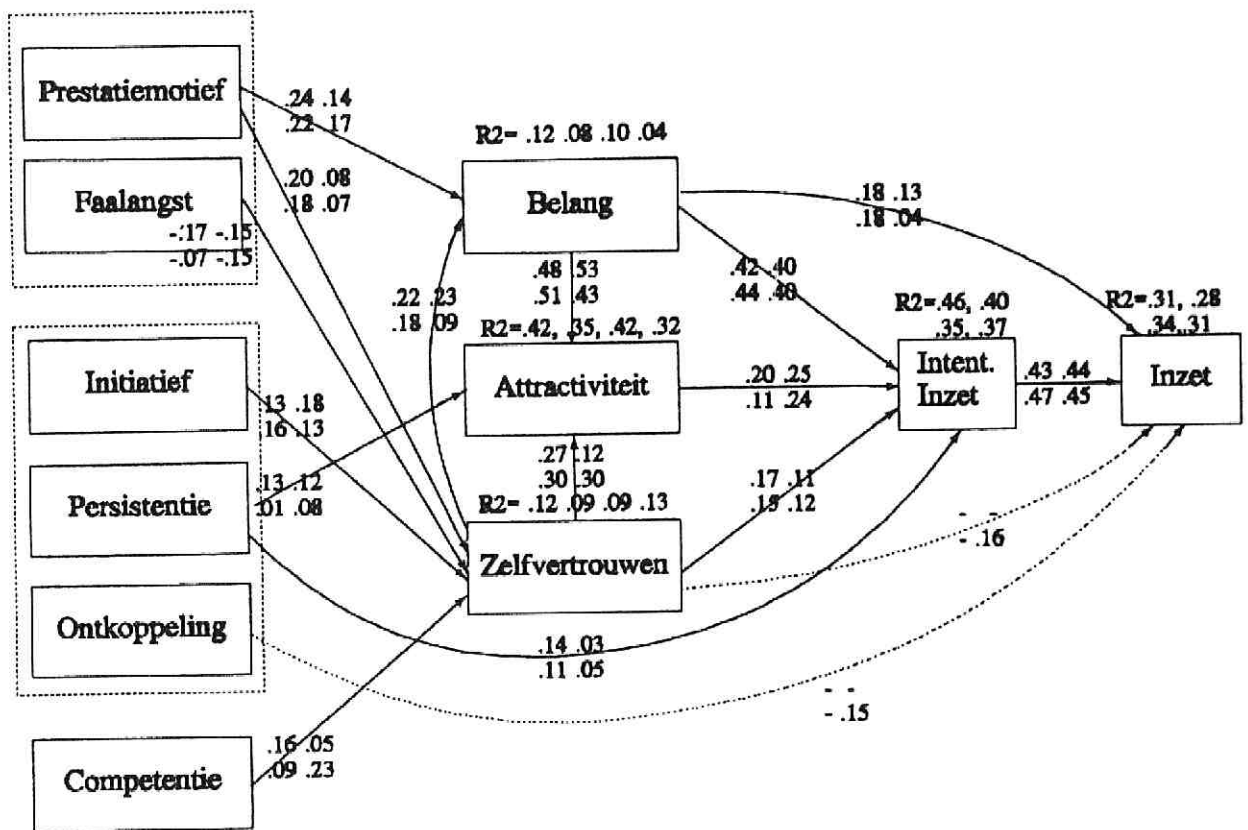 Prestatiemotief
.24 .14
.22 .17
R2= .12 .08 .10 .04
Faalangst
-.17 -.15
-.07 -.15
.20 .08
.18 .07
Belang
.18 .13
.18 .04
.48 .53
.51 .43
.42 .40
.44 .40
.22 .23
.18 .09
R2=.42, .35, .42, .32
R2=.46, .40
.35, .37
R2=.31, .28
.34, .31
Initiatief
.13 .18
.16 .13
Attractiviteit
.20 .25
.11 .24
Intent.
Inzet
.43 .44
.47 .45
Inzet
.27 .12
.30 .30
Persistentie
.13 .12
.01 .08
R2= .12 .09 .09 .13
.17 .11
.15 .12
Zelfvertrouwen
- -
- .16
Ontkoppeling
.14 .03
.11 .05
- -
- .15
Competentie
.16 .05
.09 .23